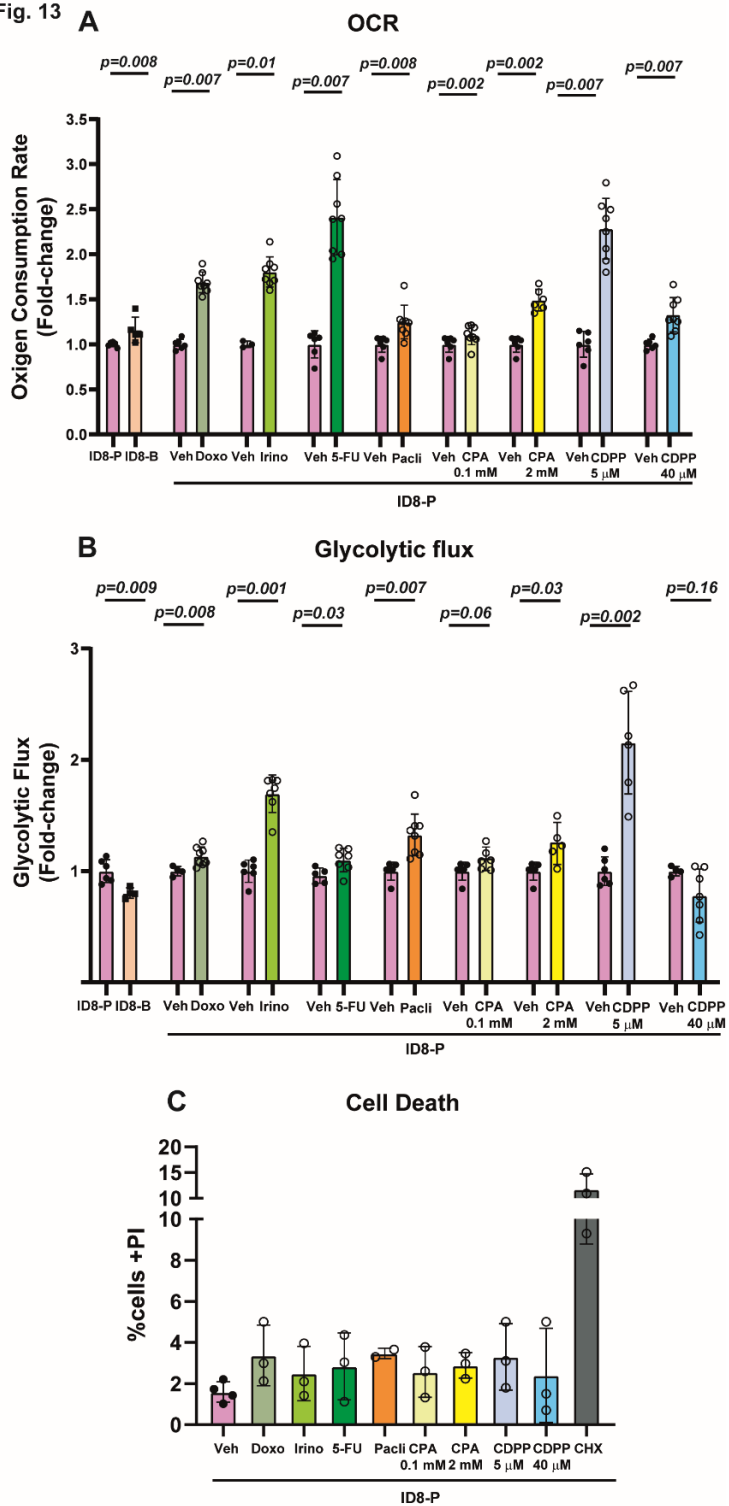 Fig. 13 A OCR
p=0.008 p=0.01 p=0.008 p=0.002 p=0.007
p=0.007 p=0.007 p=0.002 p=0.007
Oxigen Consumption Rate
(Fold-change)
3.5
3.0
2.5
2.0
1.5
1.0
0.5
0.0
ID8-P ID8-B Veh Doxo Veh Irino Veh 5-FU Veh Pacli Veh CPA Veh CPA Veh CDPP Veh CDPP
0.1 mM 2 mM 5 µM 40 µM
ID8-P
B Glycolytic flux
p=0.009 p=0.001 p=0.007 p=0.03 p=0.16
p=0.008 p=0.03 p=0.06 p=0.002
Glycolytic Flux
(Fold-change)
3
2
1
ID8-P ID8-B Veh Doxo Veh Irino Veh 5-FU Veh Pacli Veh CPA Veh CPA Veh CDPP Veh CDPP
0.1 mM 2 mM 5 µM 40 µM
ID8-P
C Cell Death
%cells +PI
20
15
10
10
8
6
4
2
0
Veh Doxo Irino 5-FU Pacli CPA CPA CDPP CDPP CHX
0.1 mM 2 mM 5 µM 40 µM
ID8-P